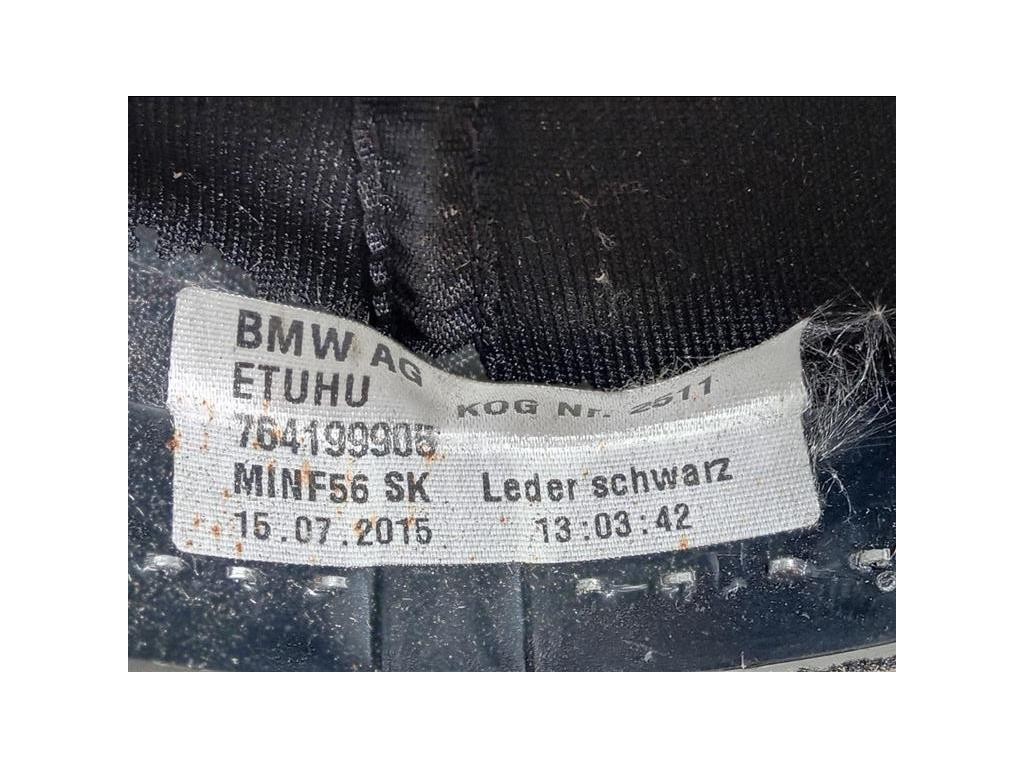 BMW AG
ETUHU KOG Nr. 2511
764199905
MINF56 SK Leder schwarz
15.07.2015 13:03:42